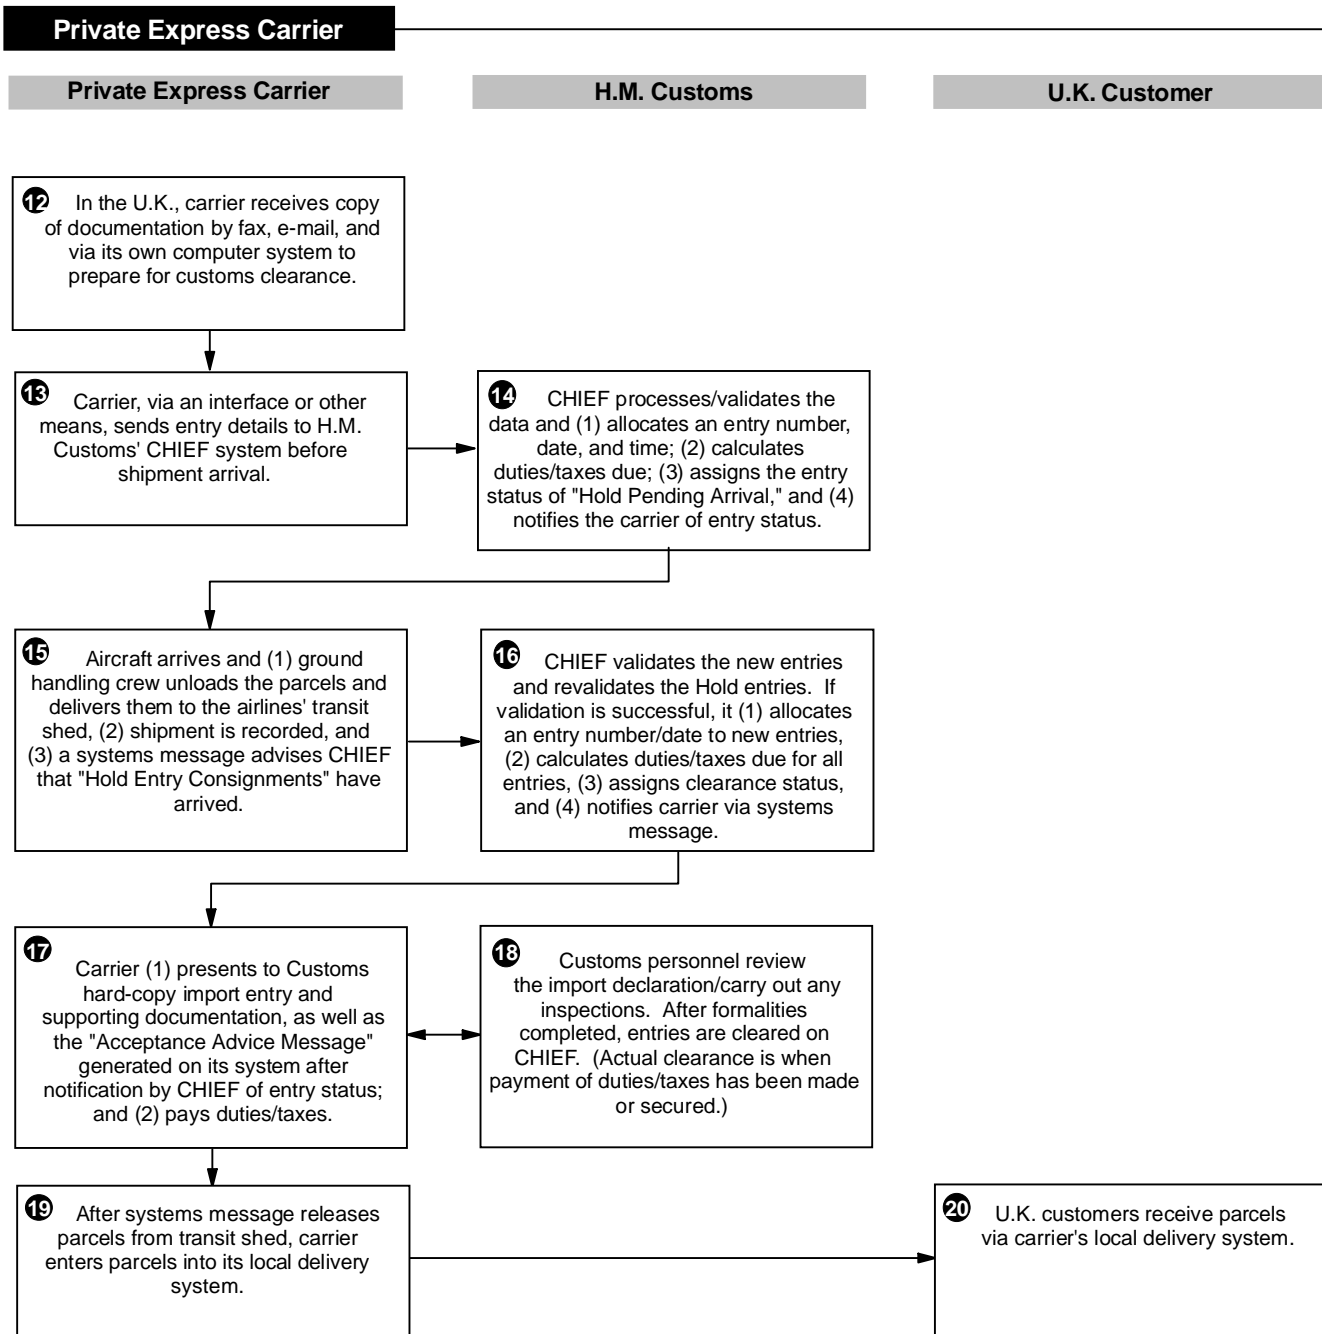 Private Express Carrier
Private Express Carrier
H.M. Customs
U.K. Customer
12 In the U.K., carrier receives copy
of documentation by fax, e-mail, and
via its own computer system to
prepare for customs clearance.
13 Carrier, via an interface or other
means, sends entry details to H.M.
Customs' CHIEF system before
shipment arrival.
14 CHIEF processes/validates the
data and (1) allocates an entry number,
date, and time; (2) calculates
duties/taxes due; (3) assigns the entry
status of "Hold Pending Arrival," and (4)
notifies the carrier of entry status.
15 Aircraft arrives and (1) ground
handling crew unloads the parcels and
delivers them to the airlines' transit
shed, (2) shipment is recorded, and
(3) a systems message advises CHIEF
that "Hold Entry Consignments" have
arrived.
16 CHIEF validates the new entries
and revalidates the Hold entries. If
validation is successful, it (1) allocates
an entry number/date to new entries,
(2) calculates duties/taxes due for all
entries, (3) assigns clearance status,
and (4) notifies carrier via systems
message.
17 Carrier (1) presents to Customs
hard-copy import entry and
supporting documentation, as well as
the "Acceptance Advice Message"
generated on its system after
notification by CHIEF of entry status;
and (2) pays duties/taxes.
18 Customs personnel review
the import declaration/carry out any
inspections. After formalities
completed, entries are cleared on
CHIEF. (Actual clearance is when
payment of duties/taxes has been made
or secured.)
19 After systems message releases
parcels from transit shed, carrier
enters parcels into its local delivery
system.
20 U.K. customers receive parcels
via carrier's local delivery system.